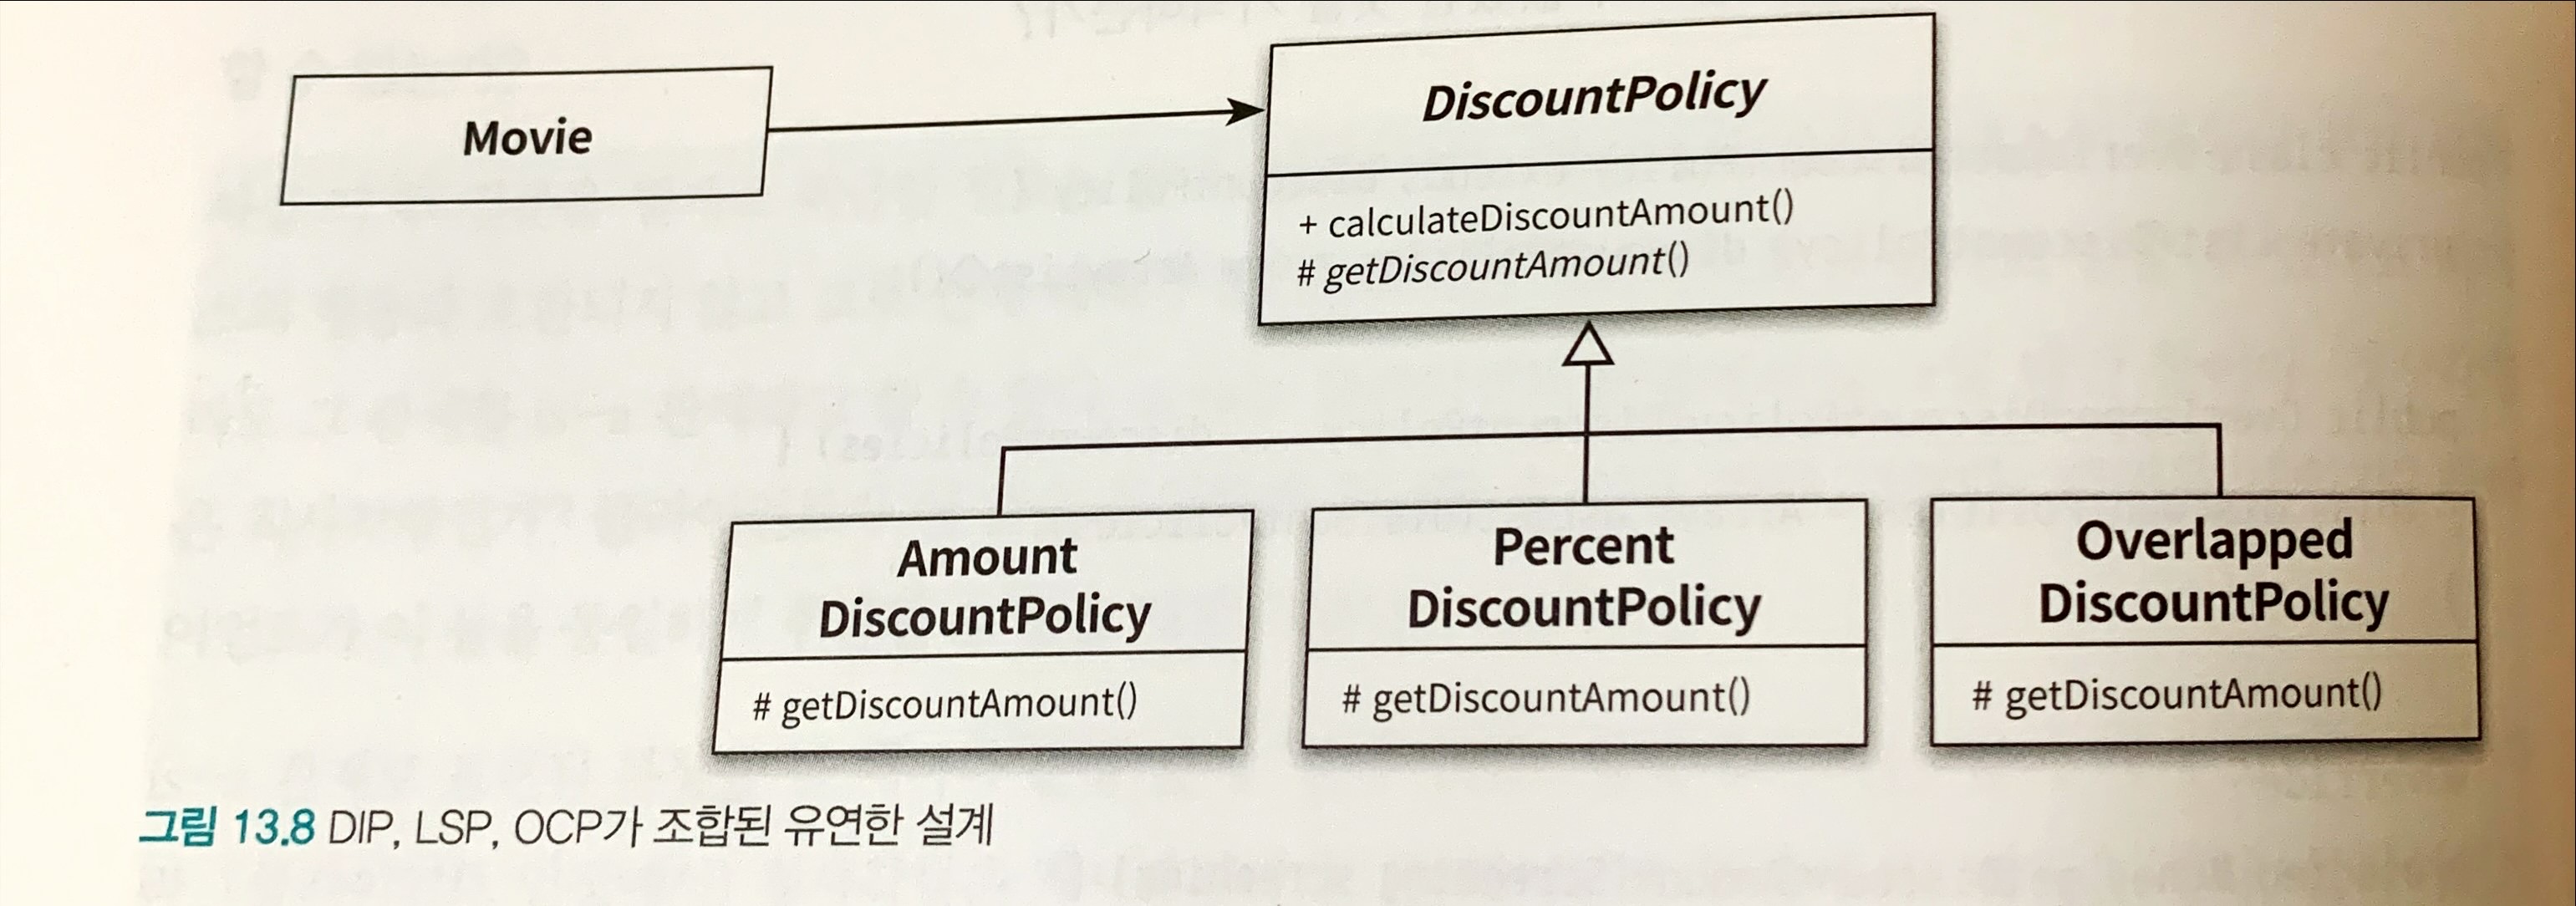 Movie
DiscountPolicy
+ calculateDiscountAmount()
# getDiscountAmount()
Amount
DiscountPolicy
# getDiscountAmount()
Percent
DiscountPolicy
# getDiscountAmount()
Overlapped
DiscountPolicy
# getDiscountAmount()
그림 13.8 DIP, LSP, OCP가 조합된 유연한 설계